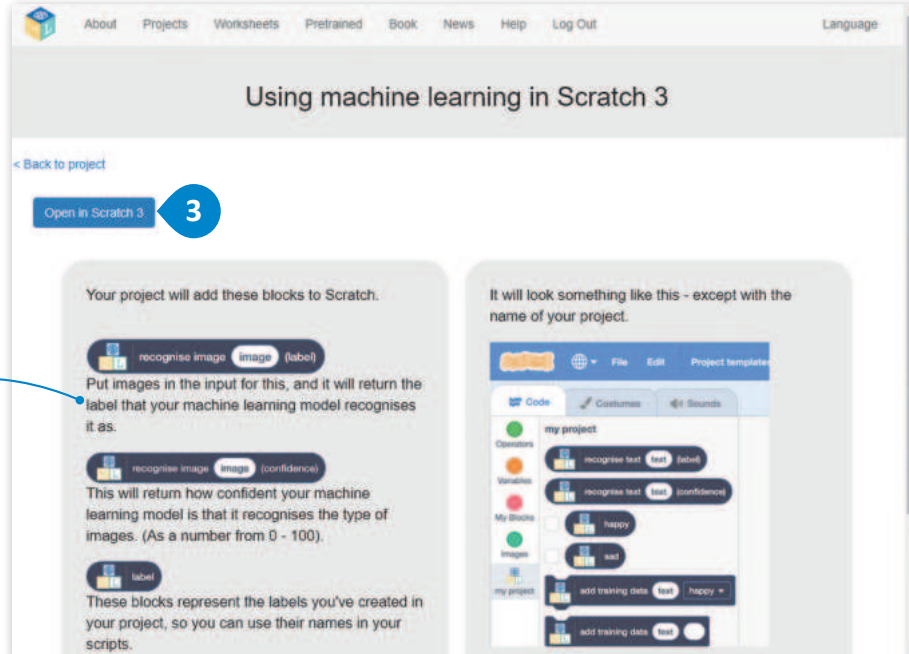 About Projects Worksheets Pretrained Book News Help Log Out Language
Using machine learning in Scratch 3
< Back to project
Open in Scratch 3
3
Your project will add these blocks to Scratch.
recognise image image (label)
Put images in the input for this, and it will return the
label that your machine learning model recognises
it as.
recognise image image (confidence)
This will return how confident your machine
learning model is that it recognises the type of
images. (As a number from 0 - 100).
label
These blocks represent the labels you've created in
your project, so you can use their names in your
scripts.
It will look something like this - except with the
name of your project.
File Edit Project templates
Code Costumes Sounds
my project
Operators
recognise text text (label)
Variables
recognise text text (confidence)
My Blocks
happy
Images
sad
my project
add training data text happy
add training data text